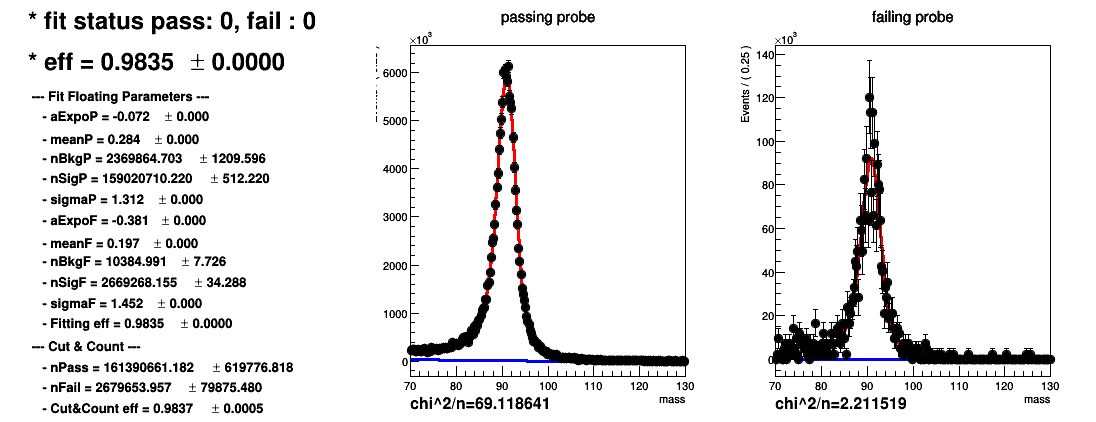 * fit status pass: 0, fail : 0
* eff = 0.9835 ± 0.0000
--- Fit Floating Parameters ---
- aExpoP = -0.072 ± 0.000
- meanP = 0.284 ± 0.000
- nBkgP = 2369864.703 ± 1209.596
- nSigP = 159020710.220 ± 512.220
- sigmaP = 1.312 ± 0.000
- aExpoF = -0.381 ± 0.000
- meanF = 0.197 ± 0.000
- nBkgF = 10384.991 ± 7.726
- nSigF = 2669268.155 ± 34.288
- sigmaF = 1.452 ± 0.000
- Fitting eff = 0.9835 ± 0.0000
--- Cut & Count ---
- nPass = 161390661.182 ± 619776.818
- nFail = 2679653.957 ± 79875.480
- Cut&Count eff = 0.9837 ± 0.0005
passing probe
×10³
6000
5000
4000
3000
2000
1000
0
70 80 90 100 110 120 130
mass
chi^2/n=69.118641
failing probe
×10³
Events / ( 0.25 )
140
120
100
80
60
40
20
0
70 80 90 100 110 120 130
mass
chi^2/n=2.211519